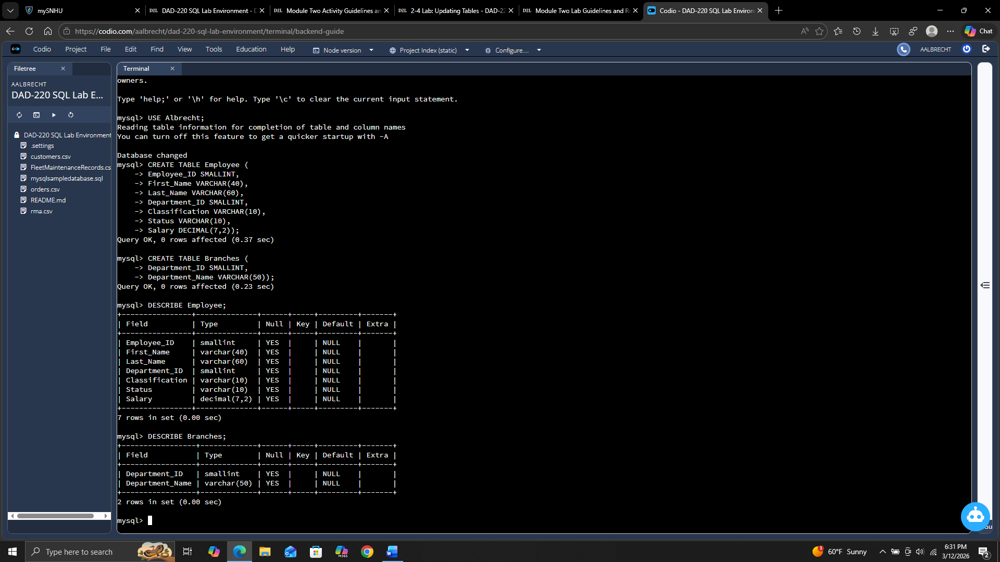 mySNHU
DAD-220 SQL Lab Environment - D
Module Two Activity Guidelines an
2-4 Lab: Updating Tables - DAD-22
Module Two Lab Guidelines and R
Codio - DAD-220 SQL Lab Environ
https://codio.com/aalbrecht/dad-220-sql-lab-environment/terminal/backend-guide
Chat
Codio Project File Edit Find View Tools Education Help Node version Project Index (static) Configure.... AALBRECHT
Filetree
Terminal
AALBRECHT
DAD-220 SQL Lab E...
DAD-220 SQL Lab Environment
.settings
customers.csv
FleetMaintenanceRecords.cs
mysqlsampledatabase.sql
orders.csv
README.md
rma.csv
owners.
Type 'help;' or '\h' for help. Type '\c' to clear the current input statement.
mysql> USE Albrecht;
Reading table information for completion of table and column names
You can turn off this feature to get a quicker startup with -A
Database changed
mysql> CREATE TABLE Employee (
-> Employee_ID SMALLINT,
-> First_Name VARCHAR(40),
-> Last_Name VARCHAR(60),
-> Department_ID SMALLINT,
-> Classification VARCHAR(10),
-> Status VARCHAR(10),
-> Salary DECIMAL(7,2));
Query OK, 0 rows affected (0.37 sec)
mysql> CREATE TABLE Branches (
-> Department_ID SMALLINT,
-> Department_Name VARCHAR(50));
Query OK, 0 rows affected (0.23 sec)
mysql> DESCRIBE Employee;
+----------------+--------------+------+-----+---------+-------+
| Field          | Type         | Null | Key | Default | Extra |
+----------------+--------------+------+-----+---------+-------+
| Employee_ID    | smallint     | YES  |     | NULL    |       |
| First_Name     | varchar(40)  | YES  |     | NULL    |       |
| Last_Name      | varchar(60)  | YES  |     | NULL    |       |
| Department_ID  | smallint     | YES  |     | NULL    |       |
| Classification | varchar(10)  | YES  |     | NULL    |       |
| Status         | varchar(10)  | YES  |     | NULL    |       |
| Salary         | decimal(7,2) | YES  |     | NULL    |       |
+----------------+--------------+------+-----+---------+-------+
7 rows in set (0.00 sec)
mysql> DESCRIBE Branches;
+-----------------+-------------+------+-----+---------+-------+
| Field           | Type        | Null | Key | Default | Extra |
+-----------------+-------------+------+-----+---------+-------+
| Department_ID   | smallint    | YES  |     | NULL    |       |
| Department_Name | varchar(50) | YES  |     | NULL    |       |
+-----------------+-------------+------+-----+---------+-------+
2 rows in set (0.00 sec)
mysql>
Type here to search
60°F Sunny
6:31 PM
3/12/2026